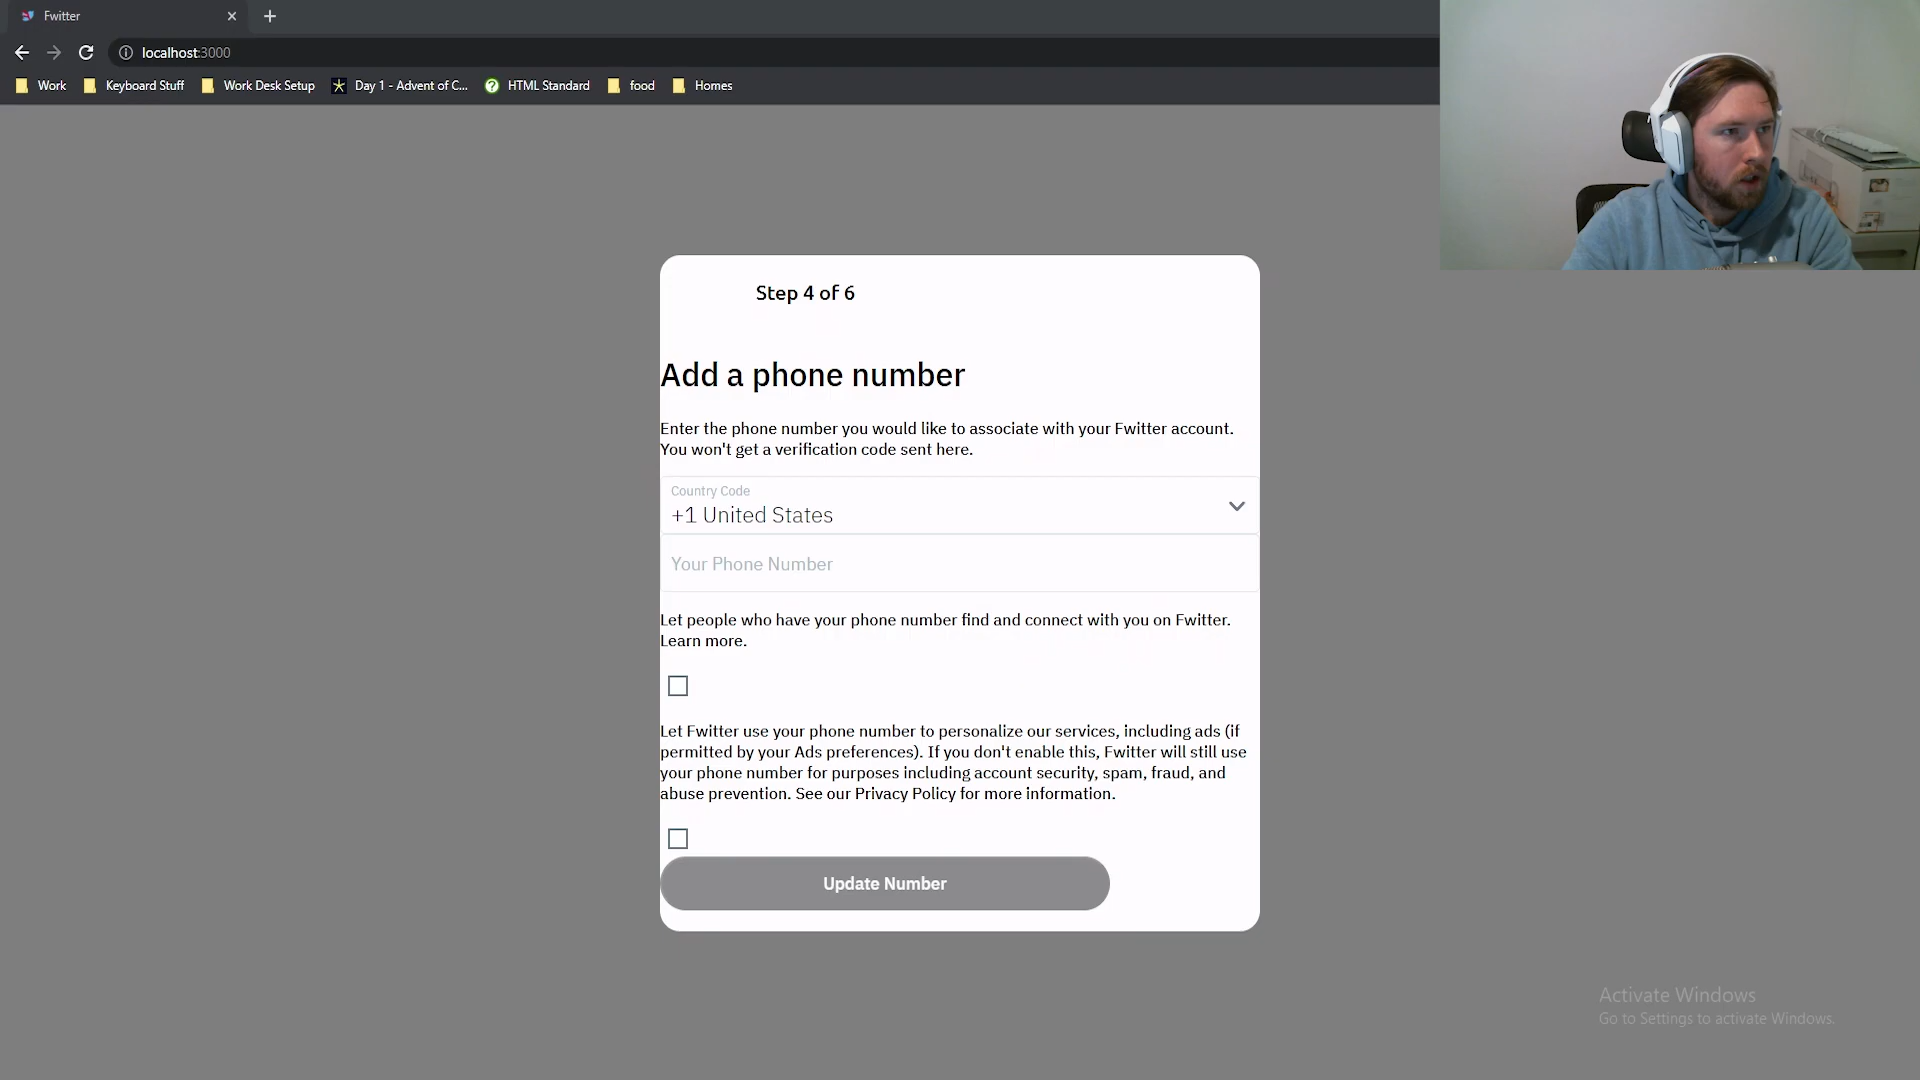 Fwitter
localhost:3000
Work
Keyboard Stuff
Work Desk Setup
Day 1 - Advent of C...
HTML Standard
food
Homes
Step 4 of 6
Add a phone number
Enter the phone number you would like to associate with your Fwitter account.
You won't get a verification code sent here.
Country Code
+1 United States
Your Phone Number
Let people who have your phone number find and connect with you on Fwitter.
Learn more.
Let Fwitter use your phone number to personalize our services, including ads (if
permitted by your Ads preferences). If you don't enable this, Fwitter will still use
your phone number for purposes including account security, spam, fraud, and
abuse prevention. See our Privacy Policy for more information.
Update Number
Activate Windows
Go to Settings to activate Windows.